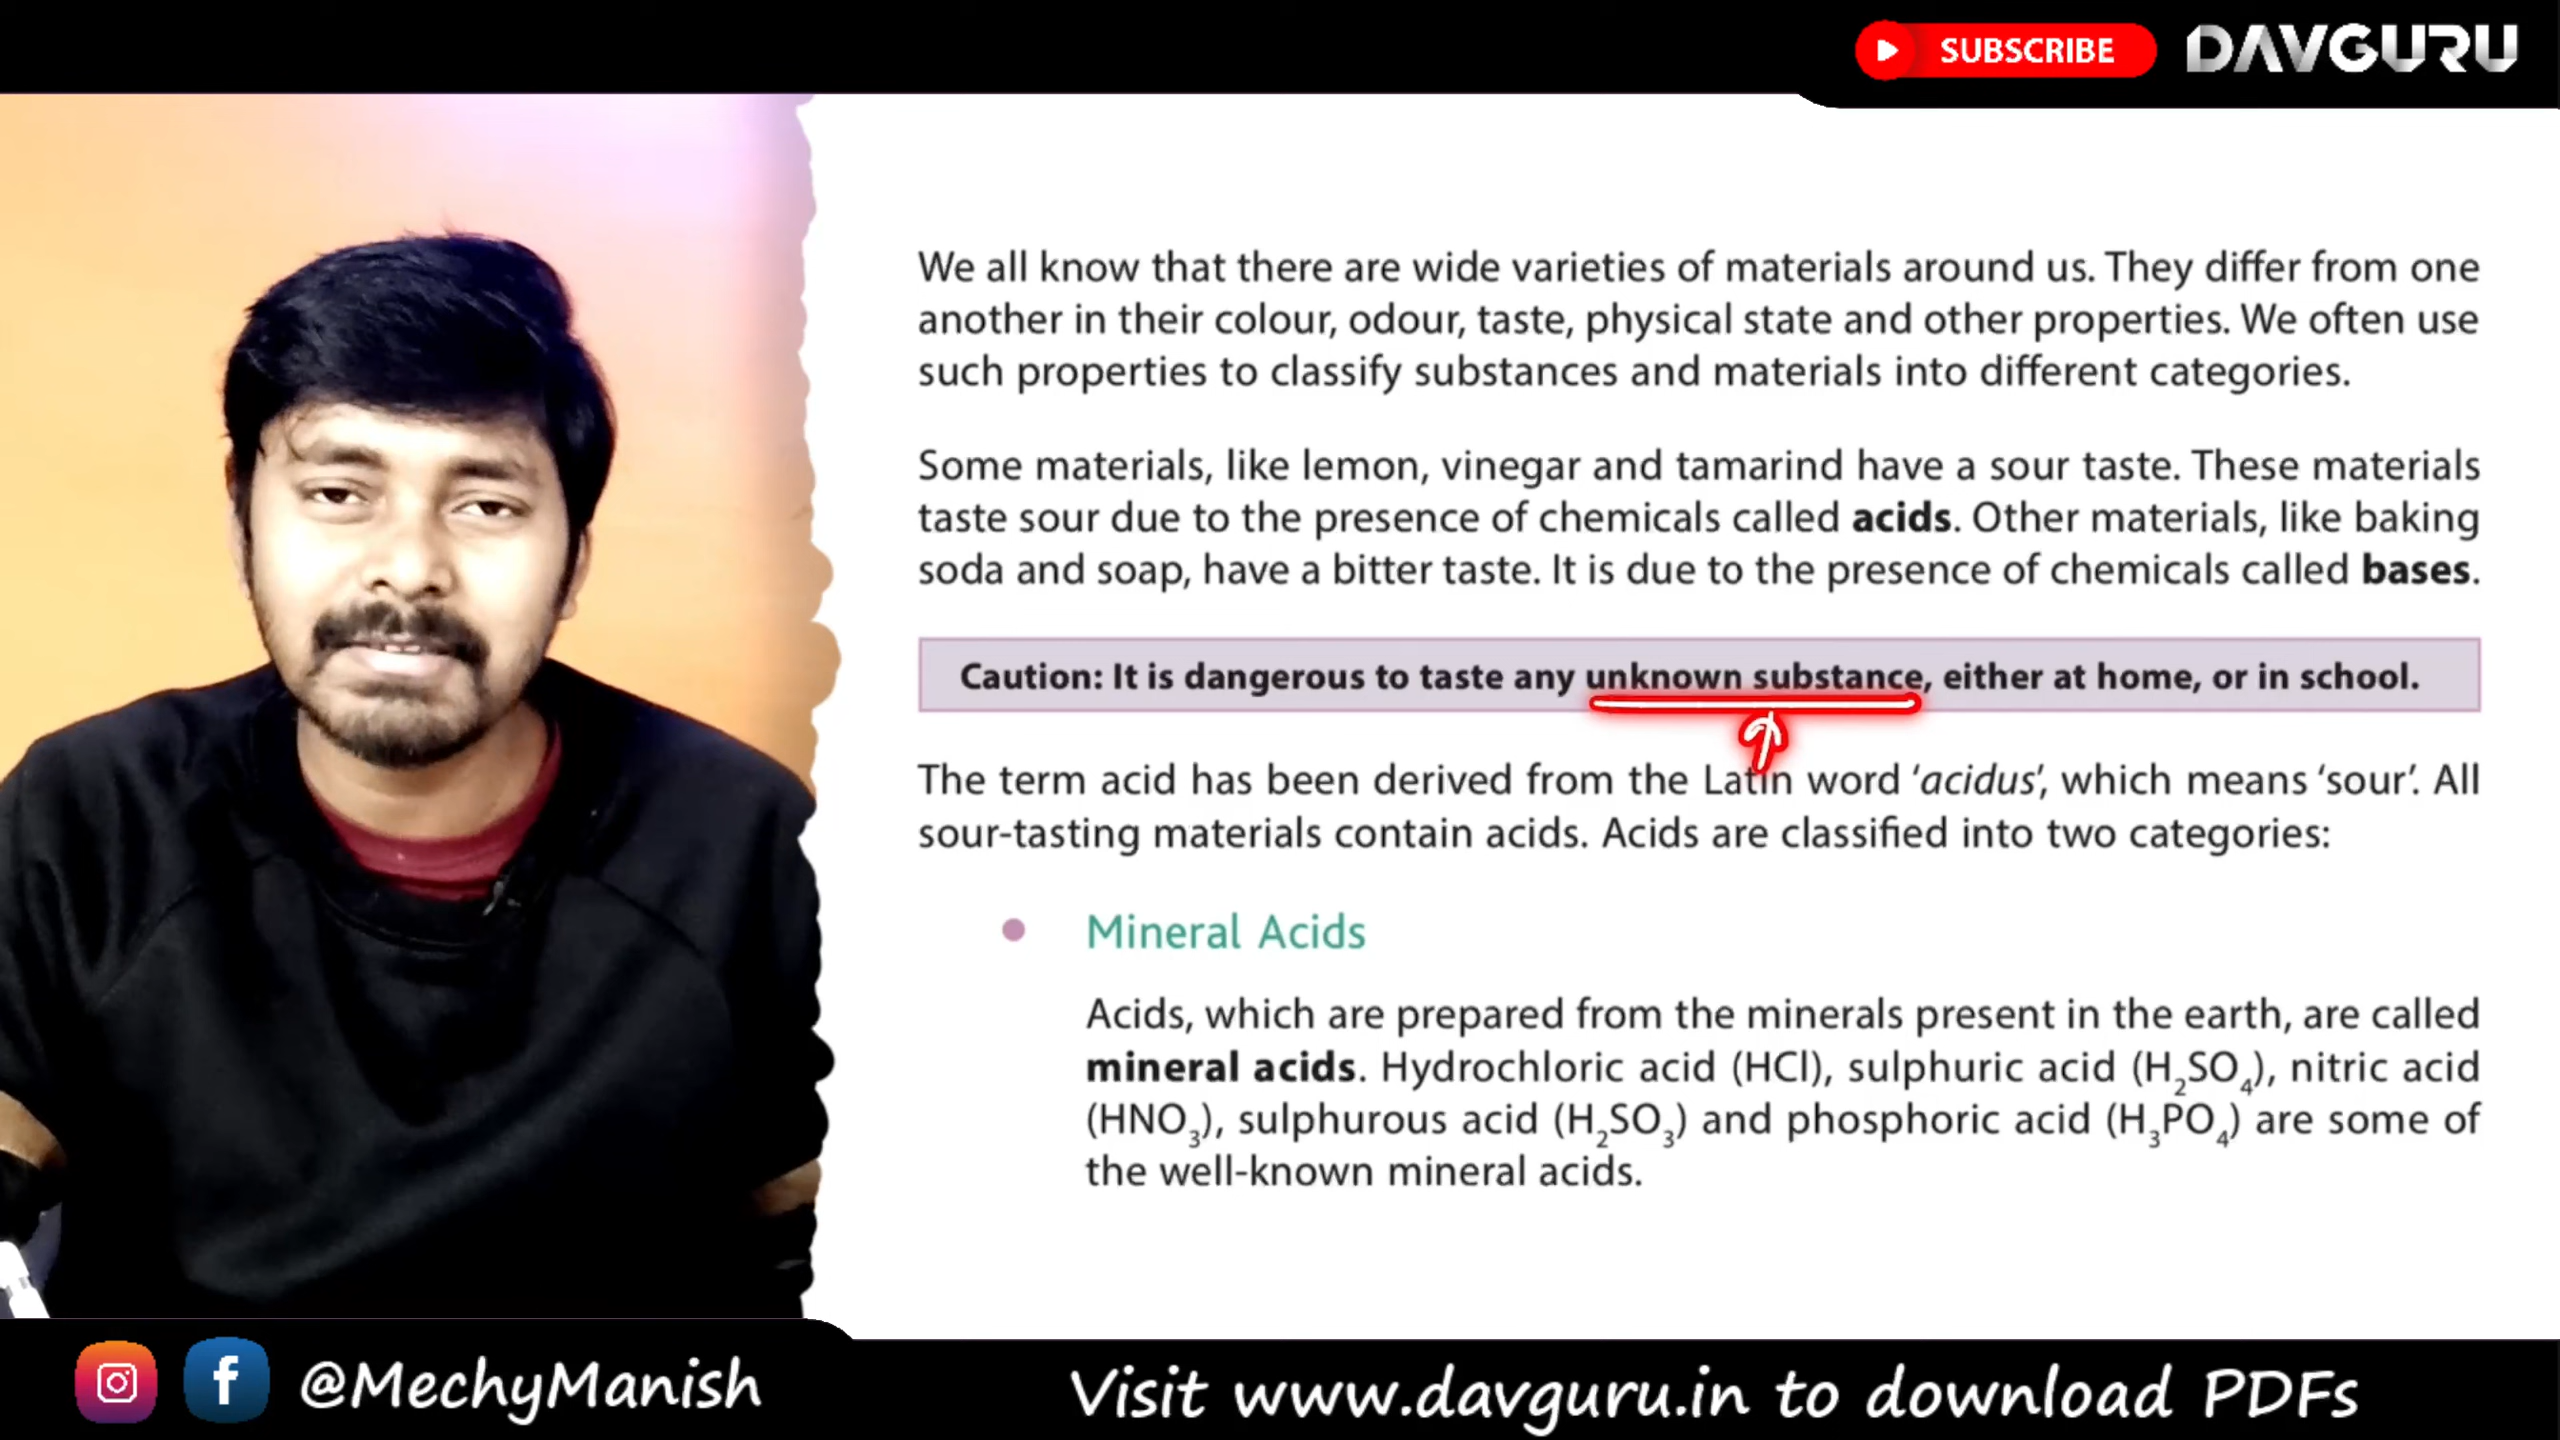 SUBSCRIBE DAVGURU
We all know that there are wide varieties of materials around us. They differ from one
another in their colour, odour, taste, physical state and other properties. We often use
such properties to classify substances and materials into different categories.
Some materials, like lemon, vinegar and tamarind have a sour taste. These materials
taste sour due to the presence of chemicals called acids. Other materials, like baking
soda and soap, have a bitter taste. It is due to the presence of chemicals called bases.
Caution: It is dangerous to taste any unknown substance, either at home, or in school.
The term acid has been derived from the Latin word ‘acidus’, which means ‘sour’. All
sour-tasting materials contain acids. Acids are classified into two categories:
● Mineral Acids
Acids, which are prepared from the minerals present in the earth, are called
mineral acids. Hydrochloric acid (HCl), sulphuric acid (H₂SO₄), nitric acid
(HNO₃), sulphurous acid (H₂SO₃) and phosphoric acid (H₃PO₄) are some of
the well-known mineral acids.
@MechyManish Visit www.davguru.in to download PDFs